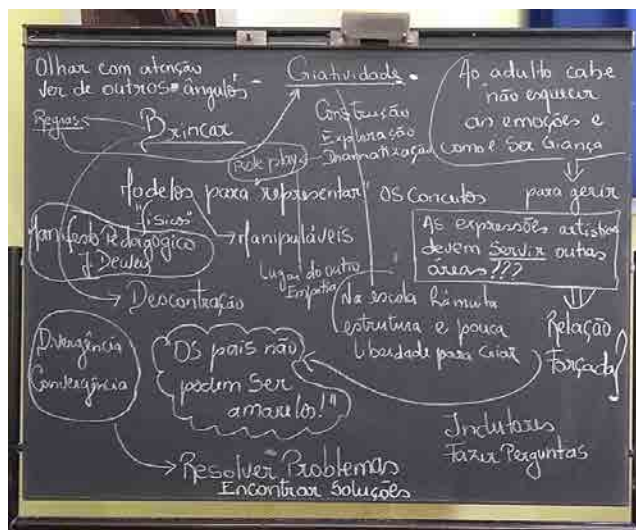 Olhar com atenção
Ver de outros ângulos
Regras
Brincar
Criatividade
Construção
Exploração
Dramatização
Role play
Ao adulto cabe
não esquecer
as emoções e
como é Ser Criança
para gerir
Modelos para "representar" os Conceitos
"físicos"
Manipuláveis
Manifesto Pedagógico
J. Dewey
Lugar do outro
Empatia
Descontração
As expressões artísticas
devem Servir outras
áreas???
Relação
Forçada!
Na escola há muita
estrutura e pouca
liberdade para Criar
Divergência
Convergência
"Os pais não
podem Ser
amarelos!"
Indutores
Fazer Perguntas
Resolver Problemas
Encontrar Soluções